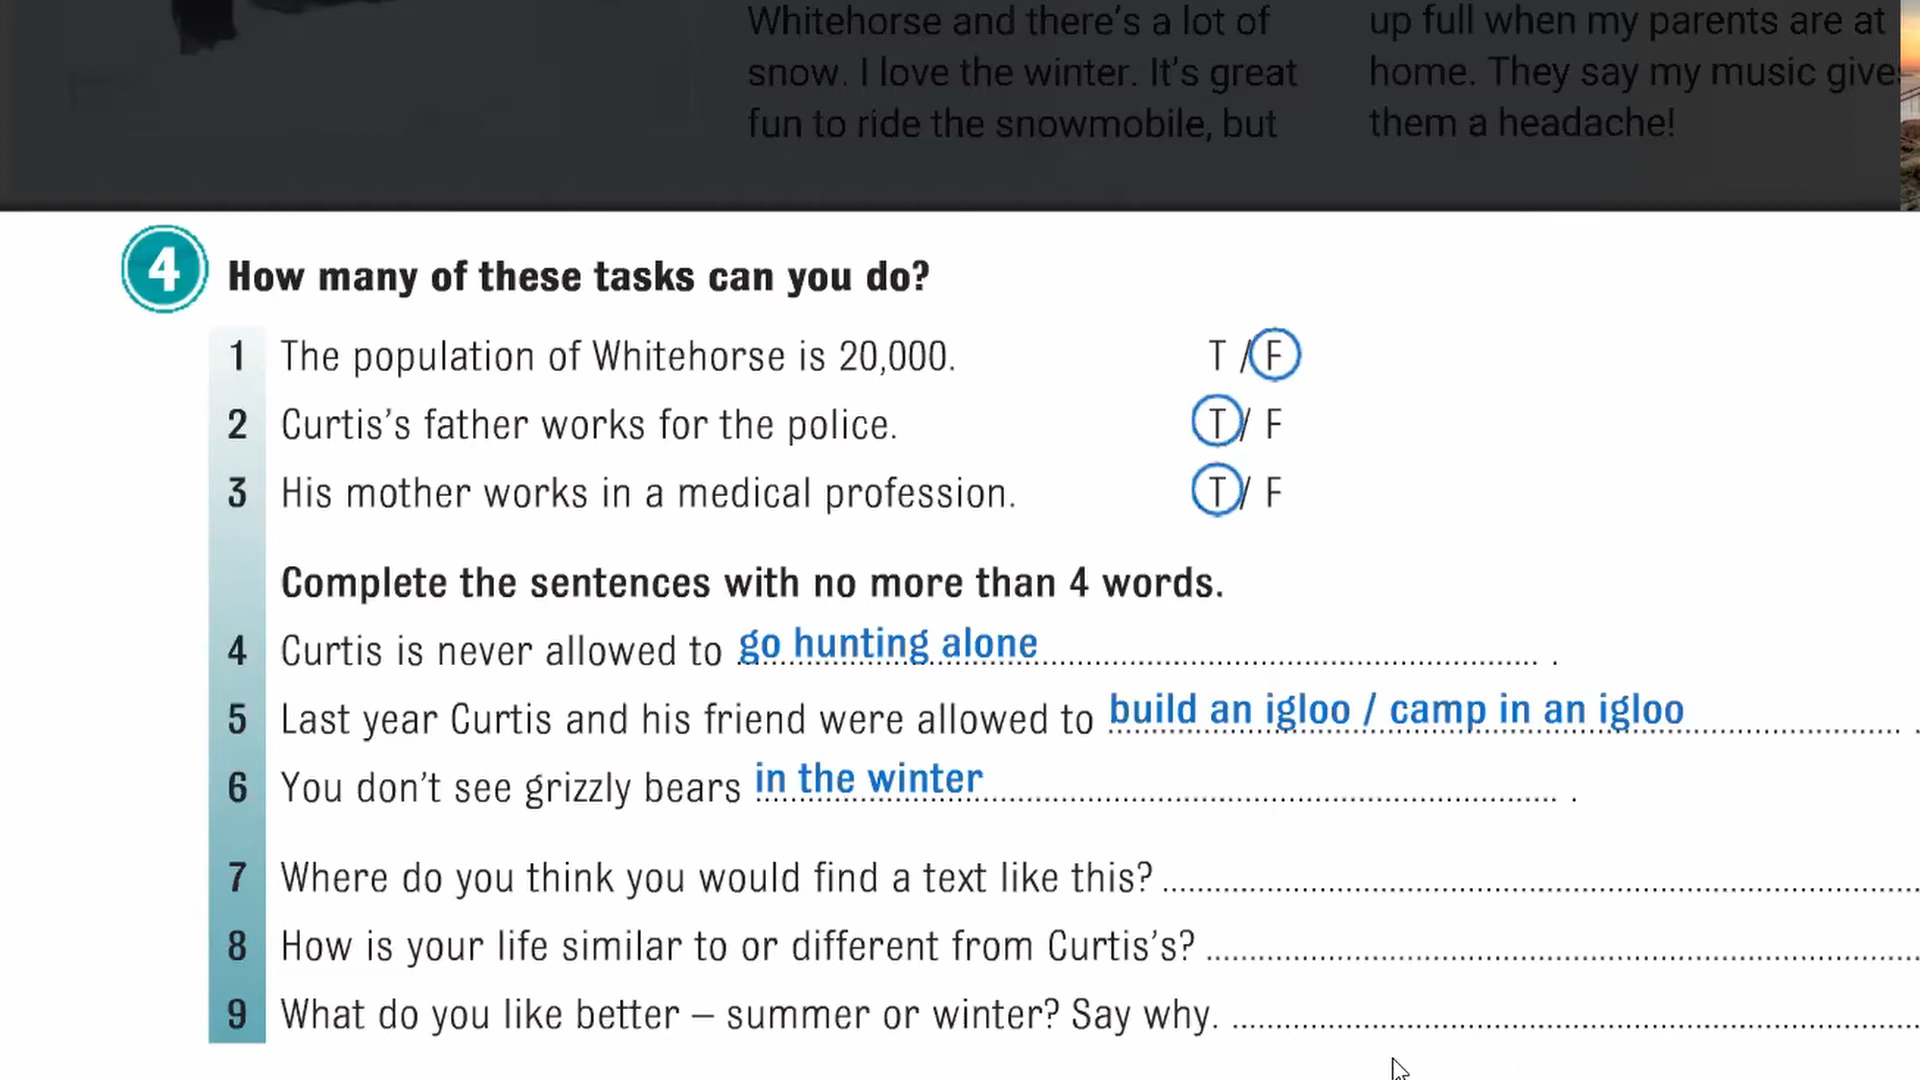 Whitehorse and there's a lot of
snow. I love the winter. It's great
fun to ride the snowmobile, but
up full when my parents are at
home. They say my music give
them a headache!
4 How many of these tasks can you do?
1 The population of Whitehorse is 20,000. T / F
2 Curtis's father works for the police. T / F
3 His mother works in a medical profession. T / F
Complete the sentences with no more than 4 words.
4 Curtis is never allowed to go hunting alone .
5 Last year Curtis and his friend were allowed to build an igloo / camp in an igloo .
6 You don't see grizzly bears in the winter .
7 Where do you think you would find a text like this?
8 How is your life similar to or different from Curtis's?
9 What do you like better – summer or winter? Say why.